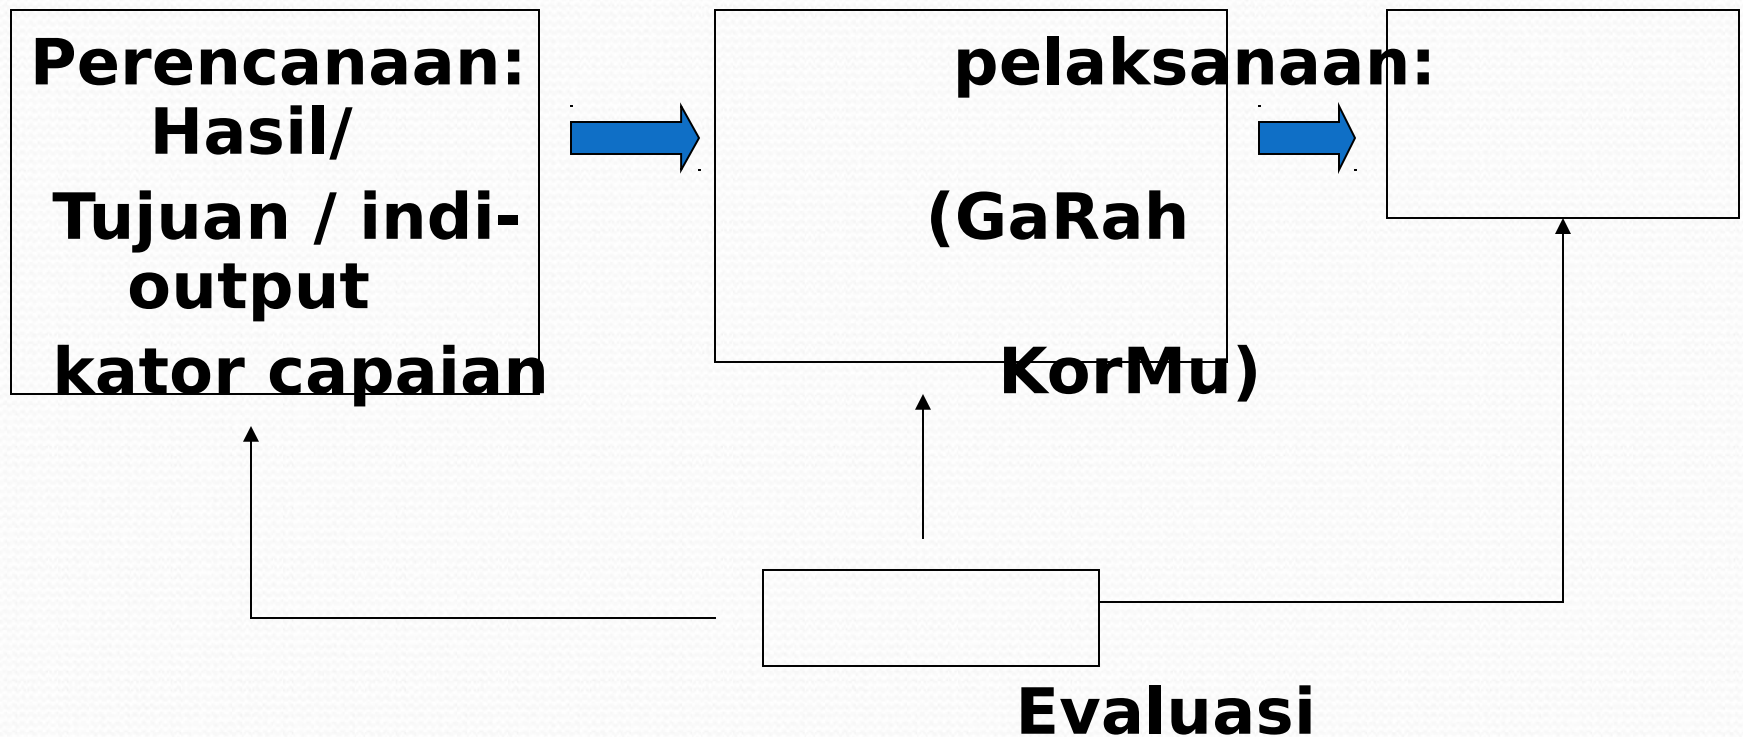 Perencanaan: pelaksanaan:
Hasil/
Tujuan / indi- (GaRah
output
kator capaian KorMu)
Evaluasi